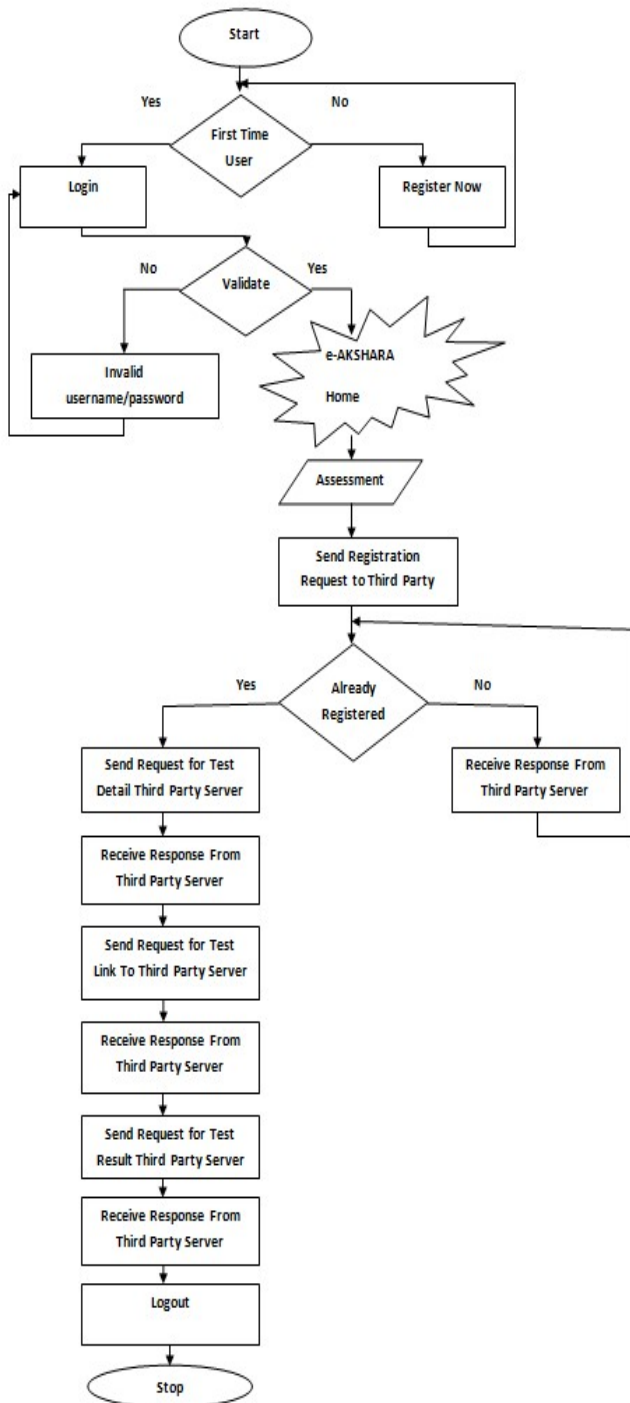 Start
Yes
No
First Time
User
Login
Register Now
No
Yes
Validate
Invalid
username/password
e-AKSHARA
Home
Assessment
Send Registration
Request to Third Party
Yes
No
Already
Registered
Send Request for Test
Detail Third Party Server
Receive Response From
Third Party Server
Receive Response From
Third Party Server
Send Request for Test
Link To Third Party Server
Receive Response From
Third Party Server
Send Request for Test
Result Third Party Server
Receive Response From
Third Party Server
Logout
Stop